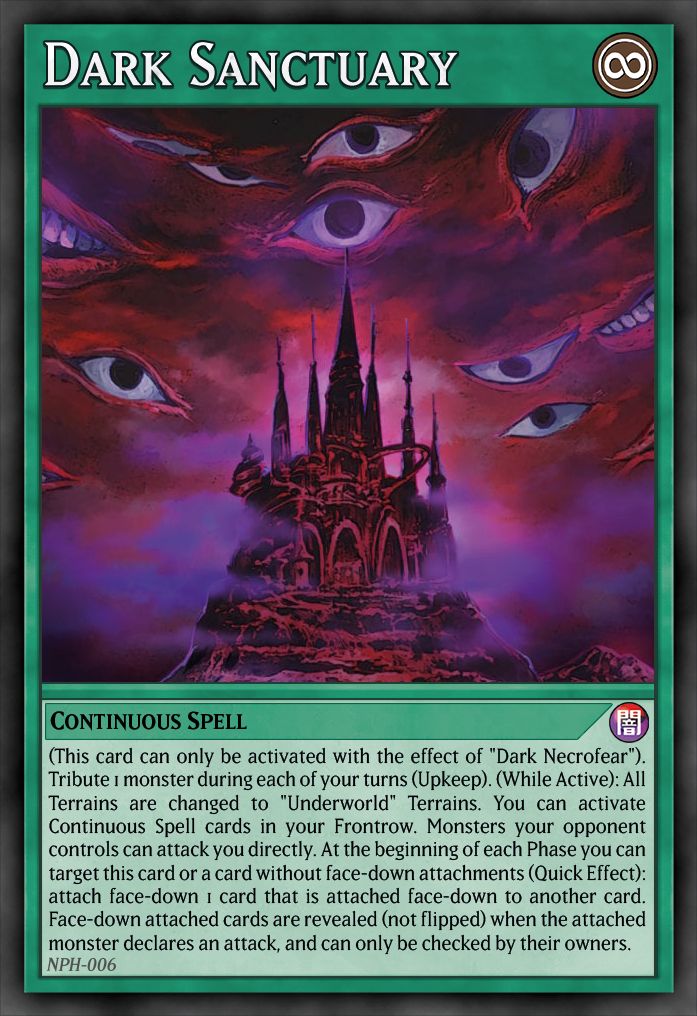 Dark Sanctuary
Continuous Spell
闇
(This card can only be activated with the effect of "Dark Necrofear").
Tribute 1 monster during each of your turns (Upkeep). (While Active): All
Terrains are changed to "Underworld" Terrains. You can activate
Continuous Spell cards in your Frontrow. Monsters your opponent
controls can attack you directly. At the beginning of each Phase you can
target this card or a card without face-down attachments (Quick Effect):
attach face-down 1 card that is attached face-down to another card.
Face-down attached cards are revealed (not flipped) when the attached
monster declares an attack, and can only be checked by their owners.
NPH-006